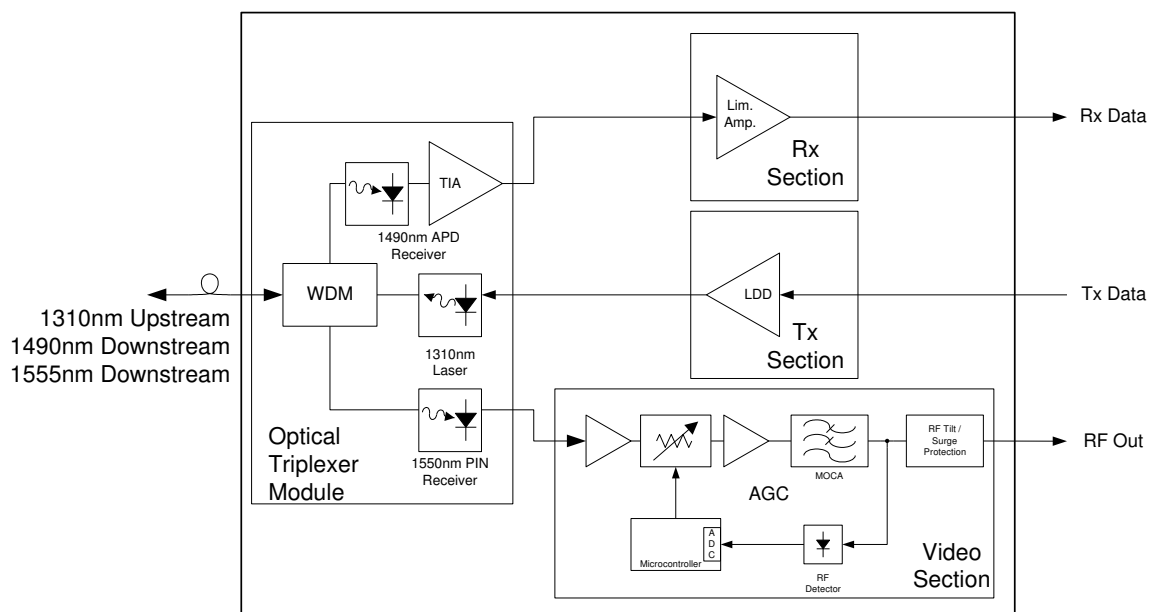 Lim.
Amp.
Rx
Section
Rx Data
TIA
1490nm APD
Receiver
WDM
1310nm Upstream
1490nm Downstream
1555nm Downstream
1310nm
Laser
LDD
Tx
Section
Tx Data
1550nm PIN
Receiver
Optical
Triplexer
Module
MOCA
RF Tilt /
Surge
Protection
RF Out
AGC
Microcontroller
A
D
C
RF
Detector
Video
Section